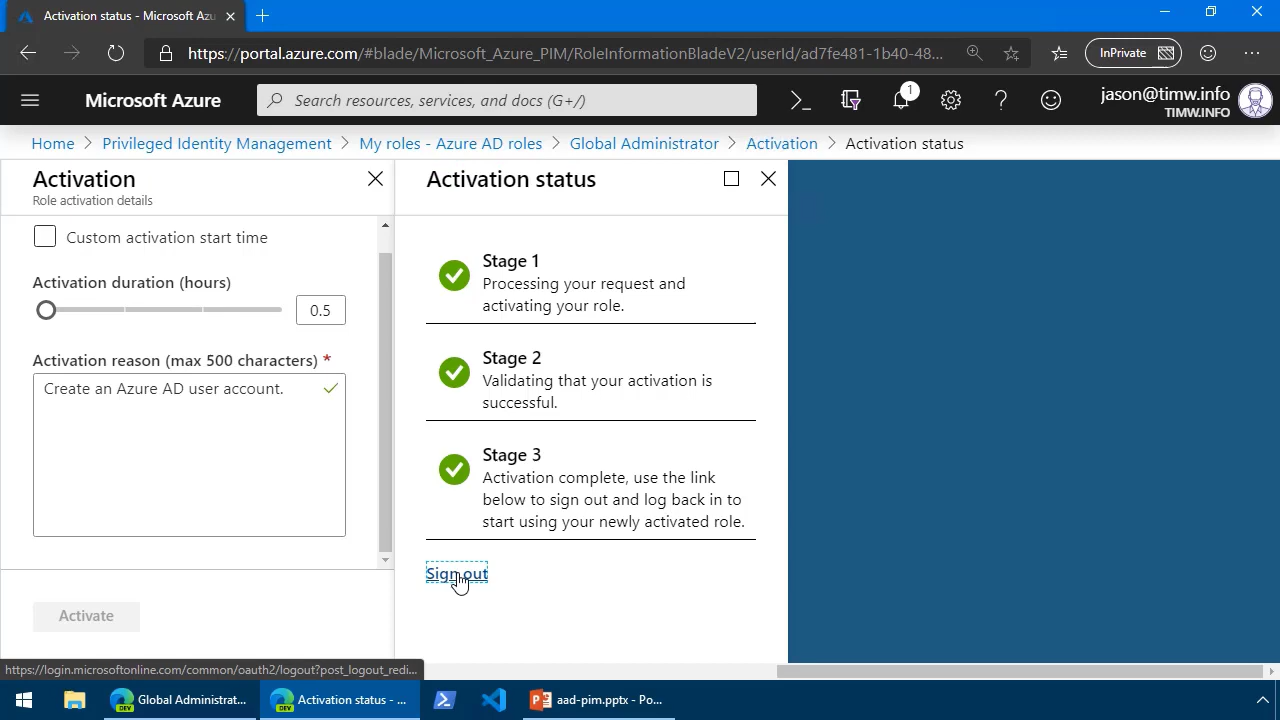 Activation status - Microsoft Azu
https://portal.azure.com/#blade/Microsoft_Azure_PIM/RoleInformationBladeV2/userId/ad7fe481-1b40-48...
InPrivate
Microsoft Azure
Search resources, services, and docs (G+/)
1
jason@timw.info
TIMW.INFO
Home > Privileged Identity Management > My roles - Azure AD roles > Global Administrator > Activation > Activation status
Activation
Role activation details
Custom activation start time
Activation duration (hours)
0.5
Activation reason (max 500 characters) *
Create an Azure AD user account.
Activate
Activation status
Stage 1
Processing your request and
activating your role.
Stage 2
Validating that your activation is
successful.
Stage 3
Activation complete, use the link
below to sign out and log back in to
start using your newly activated role.
Sign out
https://login.microsoftonline.com/common/oauth2/logout?post_logout_redi...
DEV
Global Administrat...
DEV
Activation status - ...
aad-pim.pptx - Po...